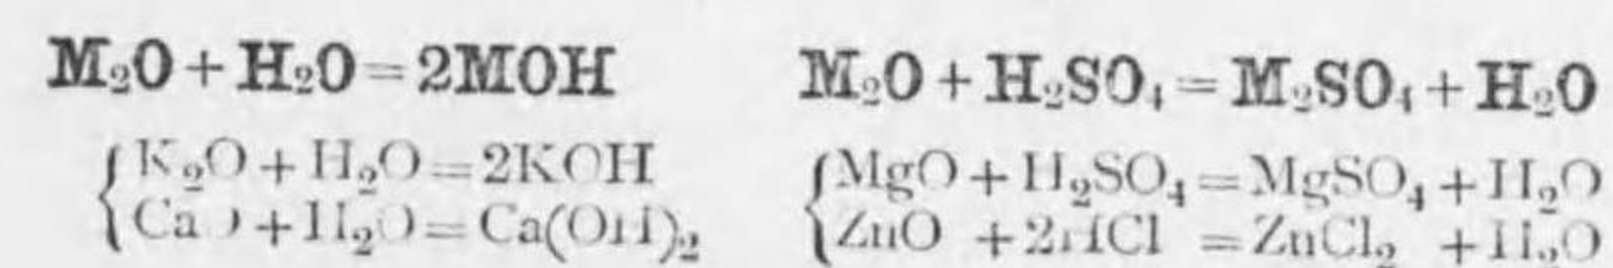 M₂O + H₂O = 2MOH
K₂O + H₂O = 2KOH
CaO + H₂O = Ca(OH)₂
M₂O + H₂SO₄ = M₂SO₄ + H₂O
MgO + H₂SO₄ = MgSO₄ + H₂O
ZnO + 2HCl = ZnCl₂ + H₂O